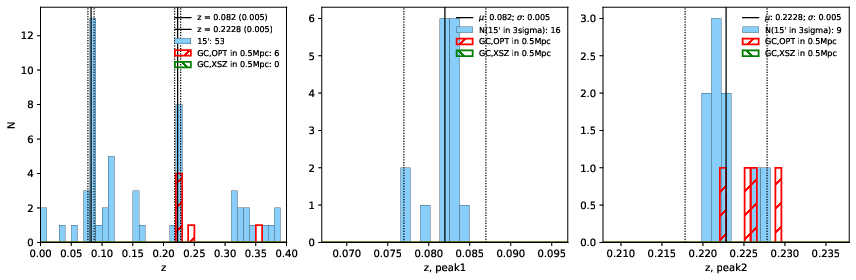 z = 0.082 (0.005)
z = 0.2228 (0.005)
15': 53
GC,OPT in 0.5Mpc: 6
GC,XSZ in 0.5Mpc: 0
N
12
10
8
6
4
2
0
0.00 0.05 0.10 0.15 0.20 0.25 0.30 0.35 0.40
z
μ: 0.082; σ: 0.005
N(15' in 3sigma): 16
GC,OPT in 0.5Mpc
GC,XSZ in 0.5Mpc
6
5
4
3
2
1
0
0.070 0.075 0.080 0.085 0.090 0.095
z, peak1
μ: 0.2228; σ: 0.005
N(15' in 3sigma): 9
GC,OPT in 0.5Mpc
GC,XSZ in 0.5Mpc
3.0
2.5
2.0
1.5
1.0
0.5
0.0
0.210 0.215 0.220 0.225 0.230 0.235
z, peak2